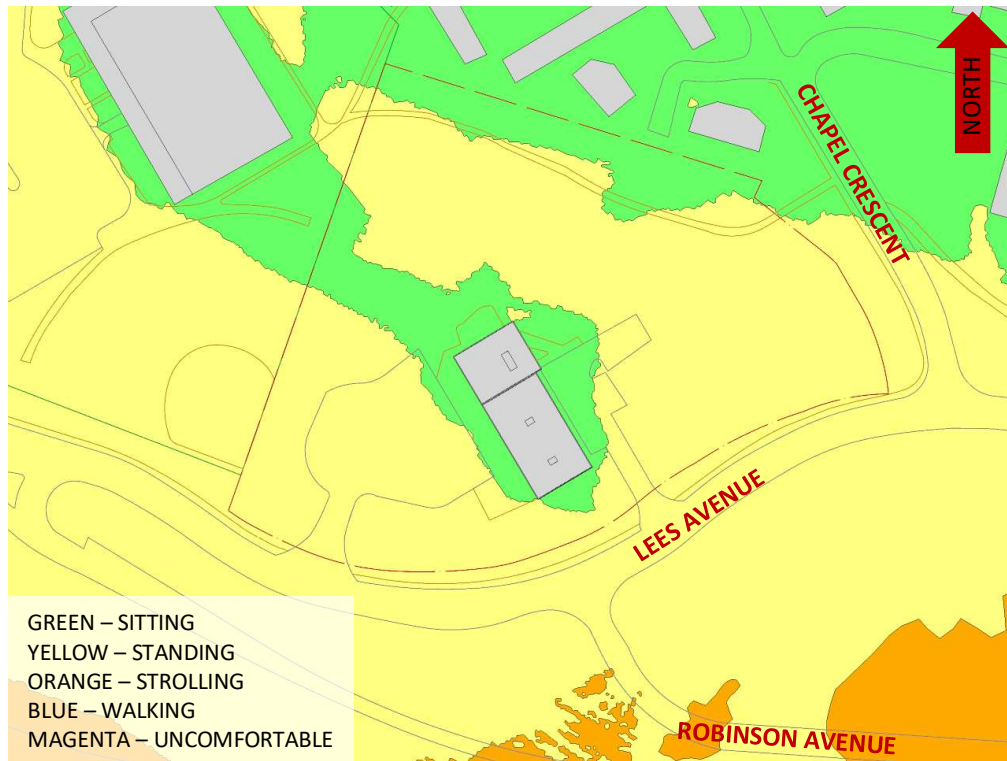 NORTH
CHAPEL CRESCENT
LEES AVENUE
GREEN – SITTING
YELLOW – STANDING
ORANGE – STROLLING
BLUE – WALKING
MAGENTA – UNCOMFORTABLE
ROBINSON AVENUE